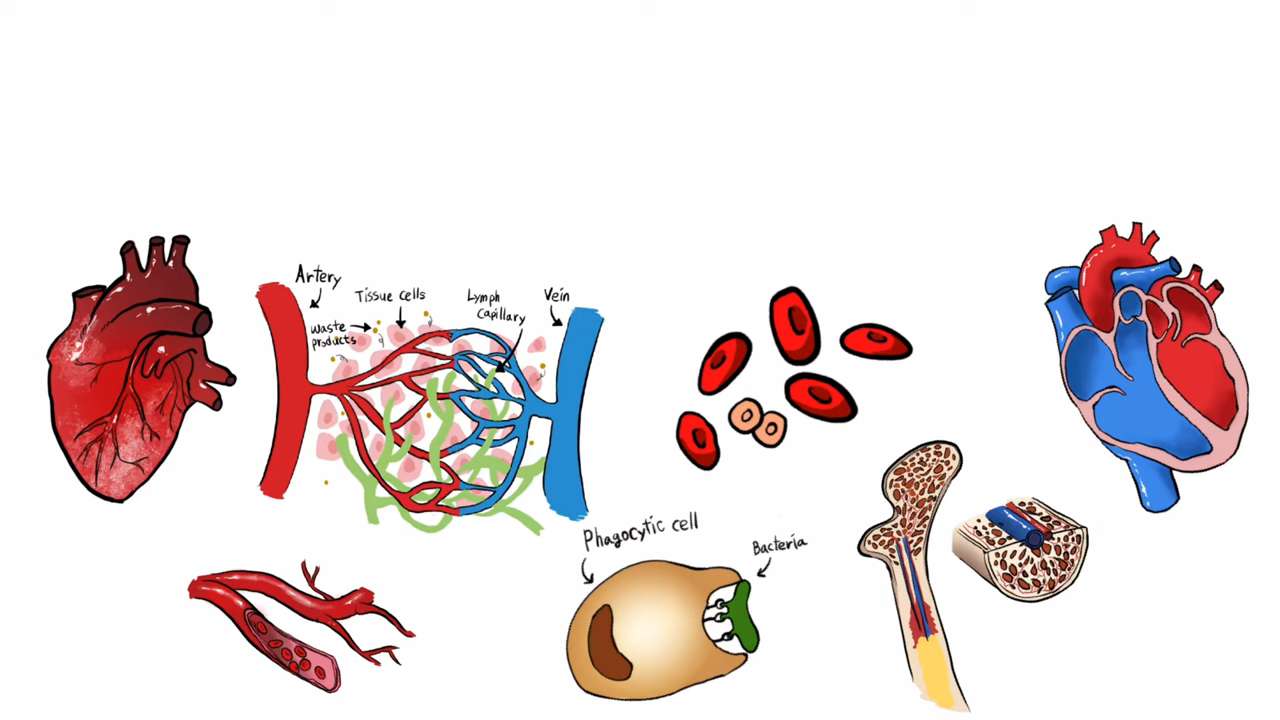 Artery
Tissue cells
waste
products
Lymph
Capillary
Vein
Phagocytic cell
Bacteria